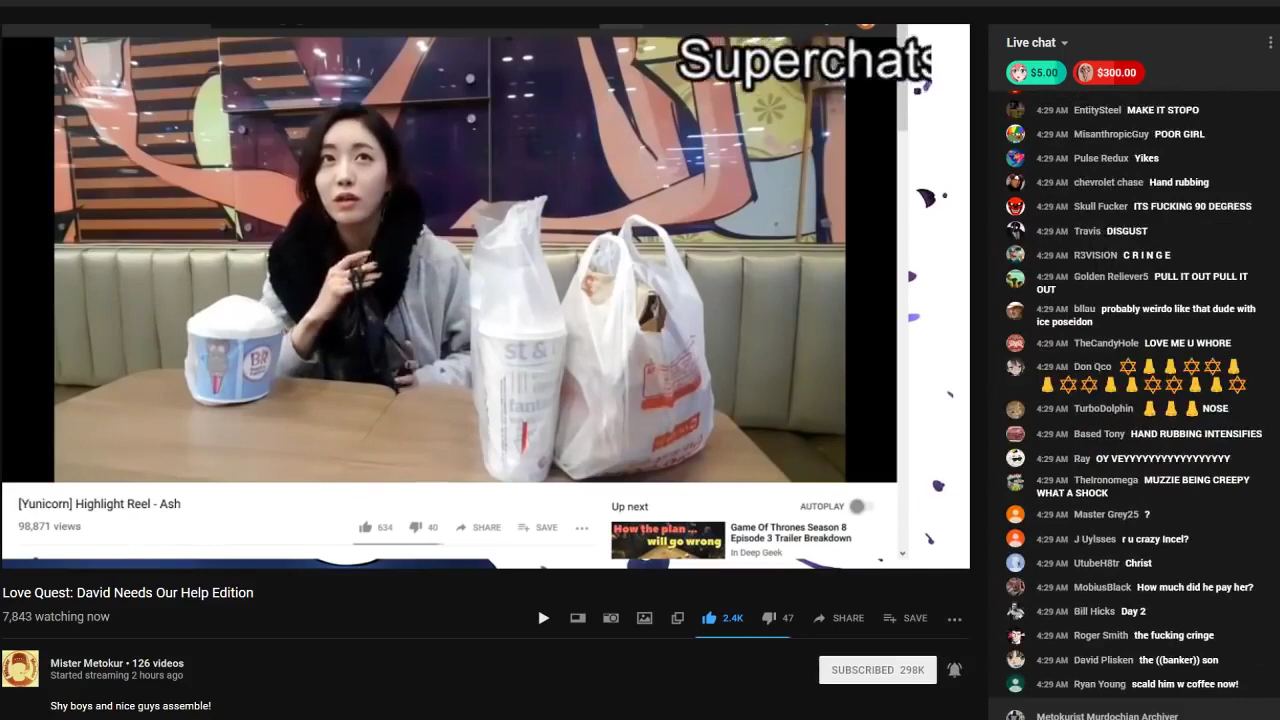 Superchats
BR
st & r
fant
[Yunicorn] Highlight Reel - Ash
98,871 views
634
40
SHARE
SAVE
Up next
AUTOPLAY
How the plan ...
will go wrong
Game Of Thrones Season 8
Episode 3 Trailer Breakdown
In Deep Geek
Love Quest: David Needs Our Help Edition
7,843 watching now
2.4K
47
SHARE
SAVE
Mister Metokur • 126 videos
Started streaming 2 hours ago
SUBSCRIBED 298K
Shy boys and nice guys assemble!
Live chat
$5.00
$300.00
4:29 AM EntitySteel MAKE IT STOPO
4:29 AM MisanthropicGuy POOR GIRL
4:29 AM Pulse Redux Yikes
4:29 AM chevrolet chase Hand rubbing
4:29 AM Skull Fucker ITS FUCKING 90 DEGRESS
4:29 AM Travis DISGUST
4:29 AM R3VISION C R I N G E
4:29 AM Golden Reliever5 PULL IT OUT PULL IT
OUT
4:29 AM bllau probably weirdo like that dude with
ice poseidon
4:29 AM TheCandyHole LOVE ME U WHORE
4:29 AM Don Qco
4:29 AM TurboDolphin NOSE
4:29 AM Based Tony HAND RUBBING INTENSIFIES
4:29 AM Ray OY VEYYYYYYYYYYYYYYYYY
4:29 AM TheIronomega MUZZIE BEING CREEPY
WHAT A SHOCK
4:29 AM Master Grey25 ?
4:29 AM J Uylsses r u crazy Incel?
4:29 AM UtubeH8tr Christ
4:29 AM MobiusBlack How much did he pay her?
4:29 AM Bill Hicks Day 2
4:29 AM Roger Smith the fucking cringe
4:29 AM David Plisken the ((banker)) son
4:29 AM Ryan Young scald him w coffee now!
Metokurist Murdochian Archiver